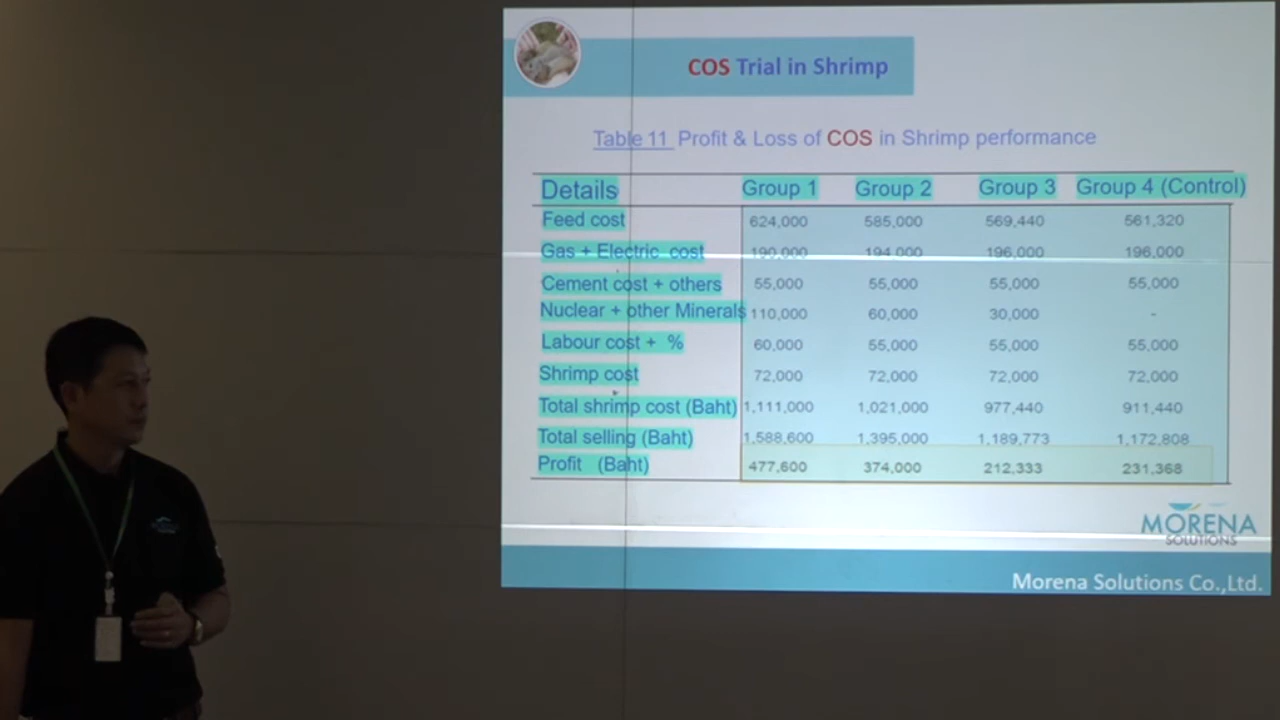 COS Trial in Shrimp
Table 11 Profit & Loss of COS in Shrimp performance
Details Group 1 Group 2 Group 3 Group 4 (Control)
Feed cost 624,000 585,000 569,440 561,320
Gas + Electric cost 190,000 194,000 196,000 196,000
Cement cost + others 55,000 55,000 55,000 55,000
Nuclear + other Minerals 110,000 60,000 30,000 -
Labour cost + % 60,000 55,000 55,000 55,000
Shrimp cost 72,000 72,000 72,000 72,000
Total shrimp cost (Baht) 1,111,000 1,021,000 977,440 911,440
Total selling (Baht) 1,588,600 1,395,000 1,189,773 1,172,808
Profit (Baht) 477,600 374,000 212,333 231,368
MORENA
SOLUTIONS
Morena Solutions Co.,Ltd.